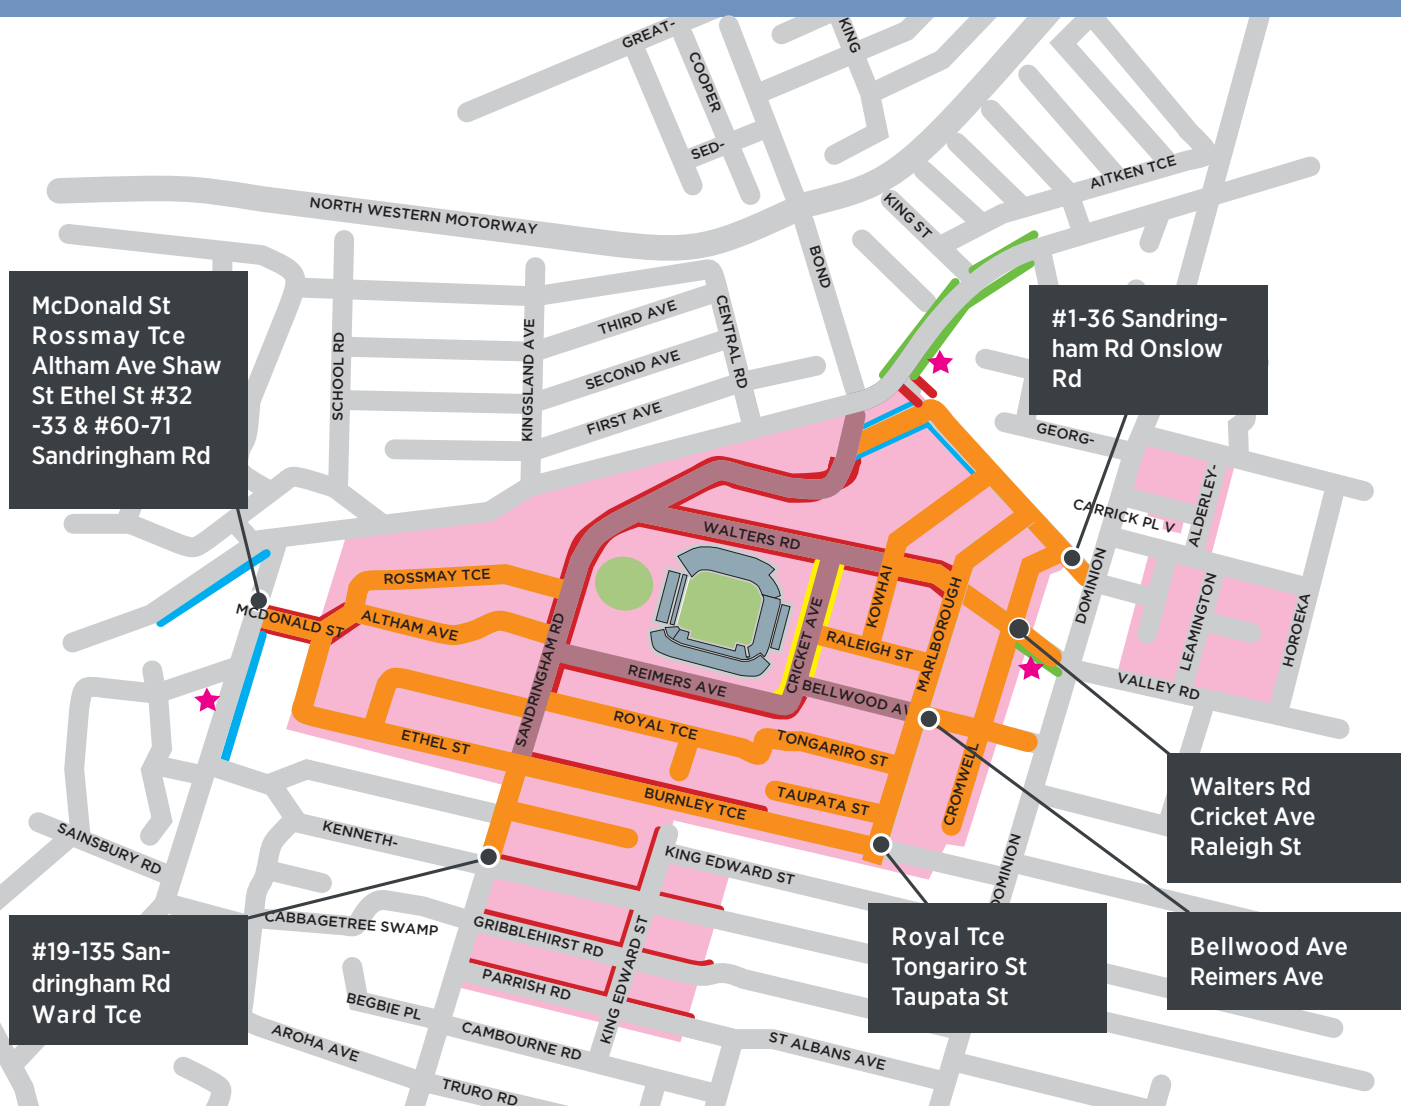 GREAT-
COOPER
KING
SED-
AITKEN TCE
KING ST
NORTH WESTERN MOTORWAY
BOND
McDonald St
Rossmay Tce
Altham Ave Shaw
St Ethel St #32
-33 & #60-71
Sandringham Rd
SCHOOL RD
KINGSLAND AVE
THIRD AVE
SECOND AVE
FIRST AVE
CENTRAL RD
#1-36 Sandring-
ham Rd Onslow
Rd
GEORG-
CARRICK PL V
ALDERLEY-
WALTERS RD
ROSSMAY TCE
MCDONALD ST
ALTHAM AVE
SANDRINGHAM RD
REIMERS AVE
CRICKET AVE
KOWHAI
RALEIGH ST
MARLBOROUGH
BELLWOOD AV
DOMINION
LEAMINGTON
HOROEKA
VALLEY RD
ROYAL TCE
TONGARIRO ST
ETHEL ST
BURNLEY TCE
TAUPATA ST
CROMWELL
Walters Rd
Cricket Ave
Raleigh St
SAINSBURY RD
KENNETH-
KING EDWARD ST
DOMINION
#19-135 San-
dringham Rd
Ward Tce
CABBAGETREE SWAMP
GRIBBLEHIRST RD
KING EDWARD ST
PARRISH RD
Royal Tce
Tongariro St
Taupata St
Bellwood Ave
Reimers Ave
BEGBIE PL
AROHA AVE
CAMBOURNE RD
ST ALBANS AVE
TRURO RD